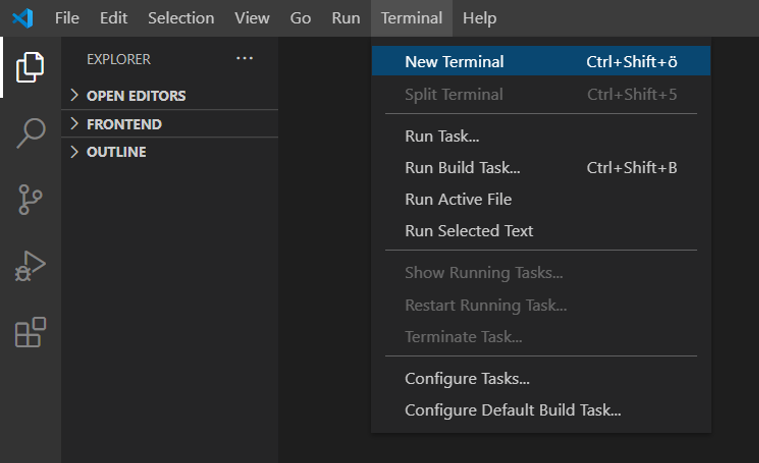 File Edit Selection View Go Run Terminal Help
EXPLORER ...
OPEN EDITORS
FRONTEND
OUTLINE
New Terminal Ctrl+Shift+ö
Split Terminal Ctrl+Shift+5
Run Task...
Run Build Task... Ctrl+Shift+B
Run Active File
Run Selected Text
Show Running Tasks...
Restart Running Task...
Terminate Task...
Configure Tasks...
Configure Default Build Task...